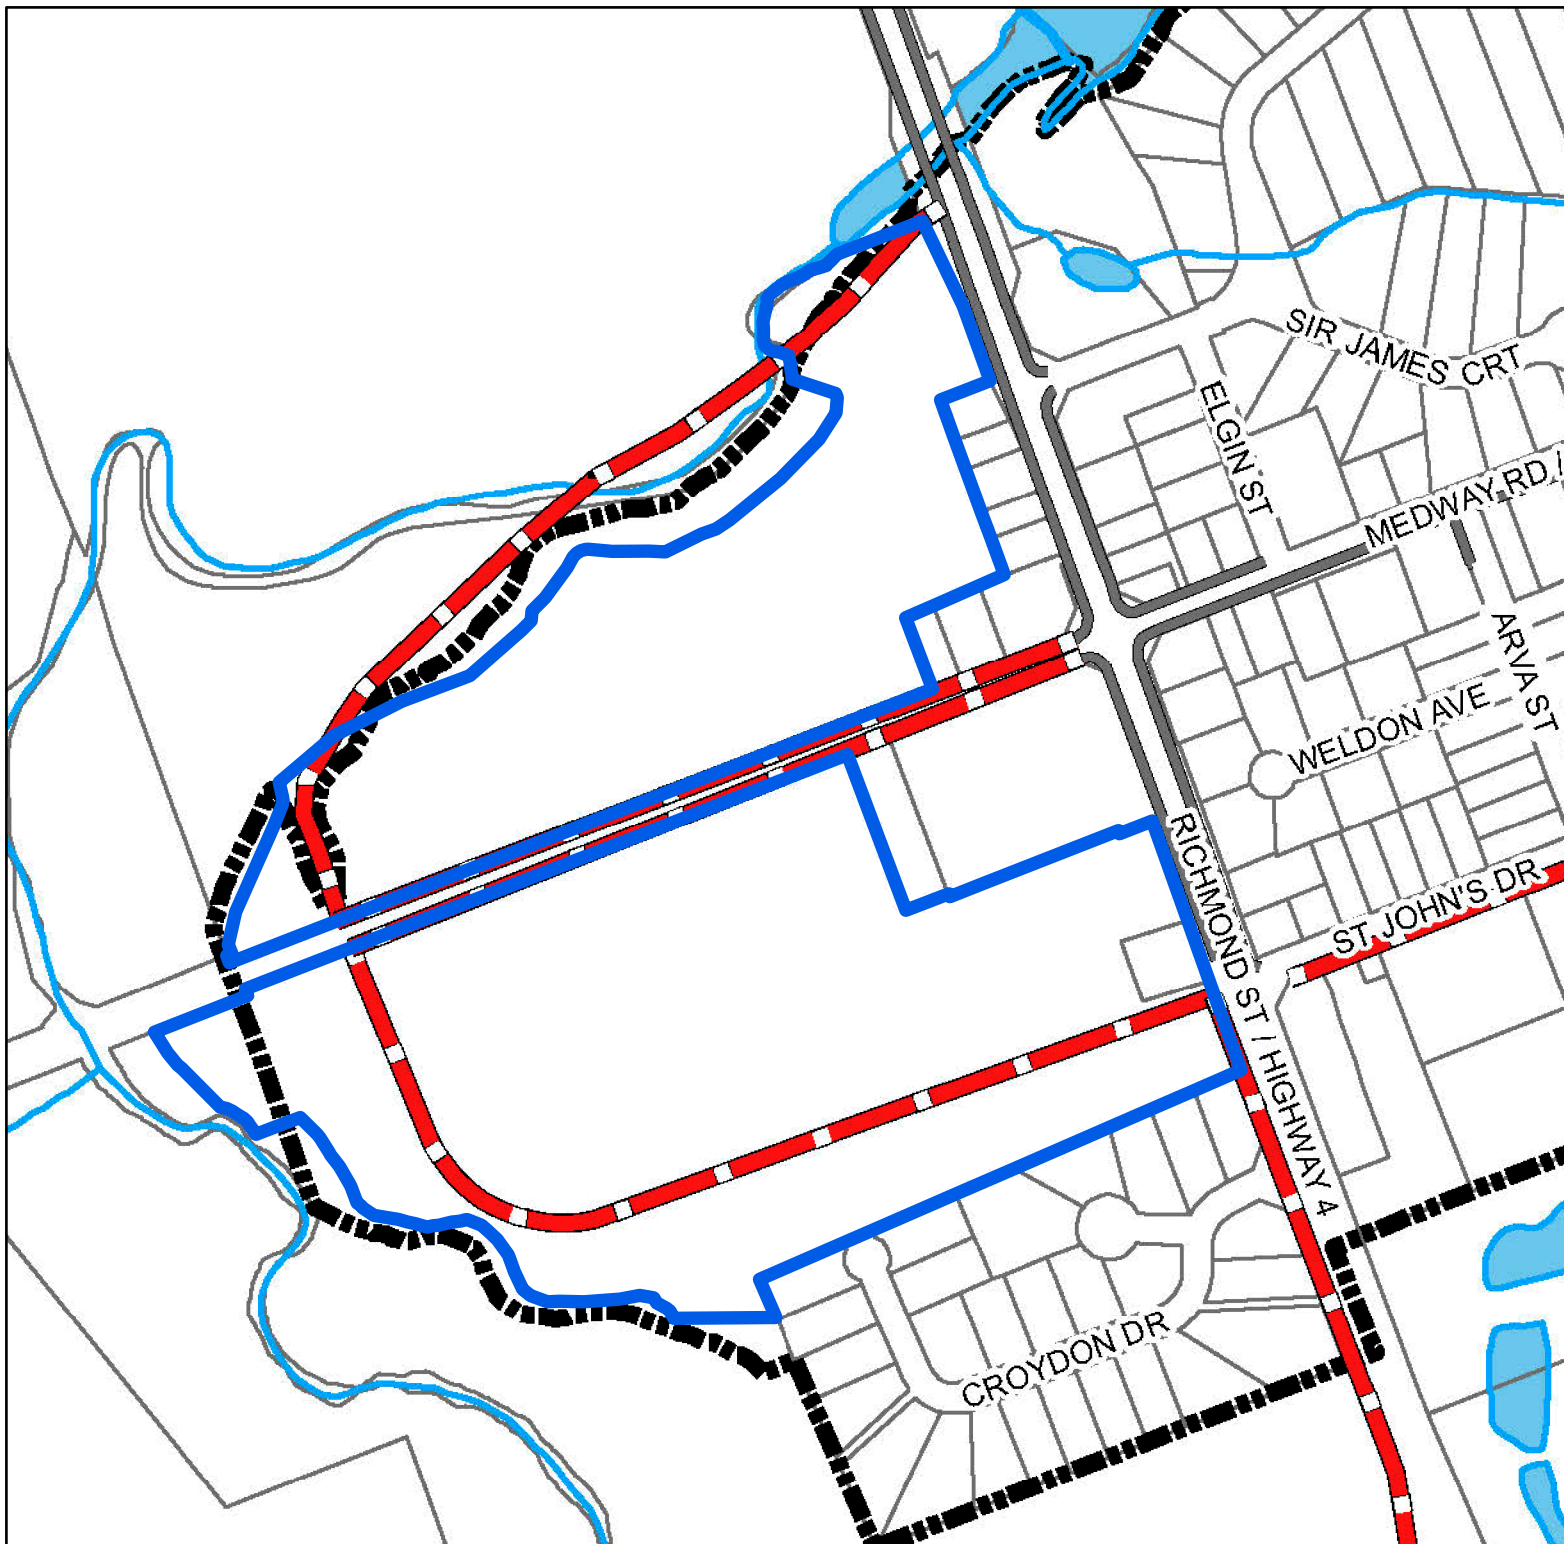 SIR JAMES CRT
ELGIN ST
MEDWAY RD /
ARVA ST
WELDON AVE
RICHMOND ST / HIGHWAY 4
ST JOHN'S DR
CROYDON DR